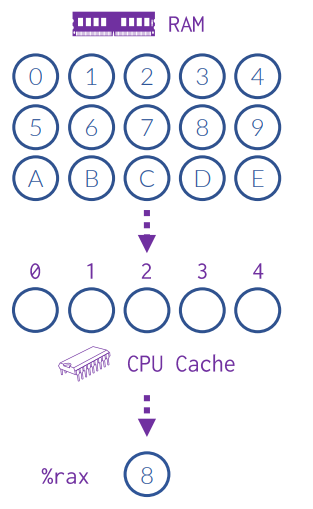 RAM
0 1 2 3 4
5 6 7 8 9
A B C D E
0 1 2 3 4
CPU Cache
%rax 8